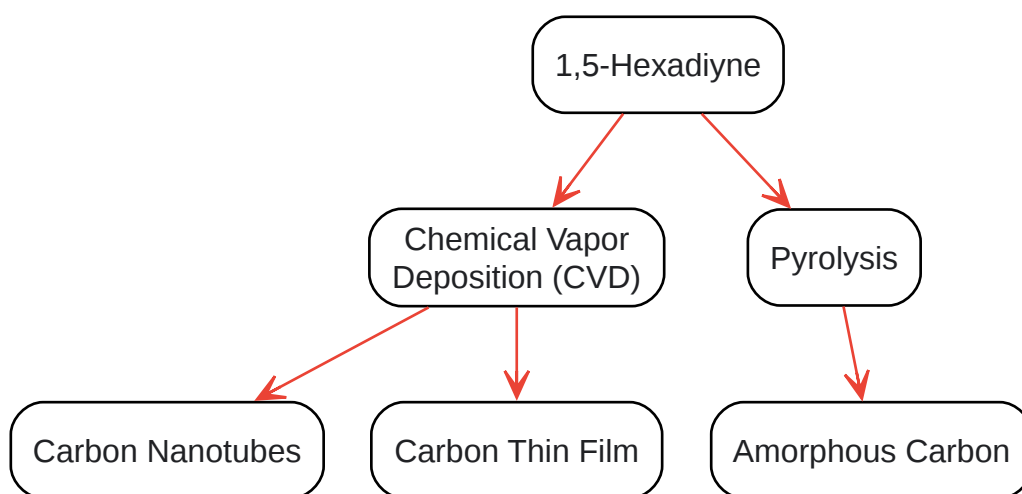 1,5-Hexadiyne
Chemical Vapor
Deposition (CVD)
Pyrolysis
Carbon Nanotubes
Carbon Thin Film
Amorphous Carbon